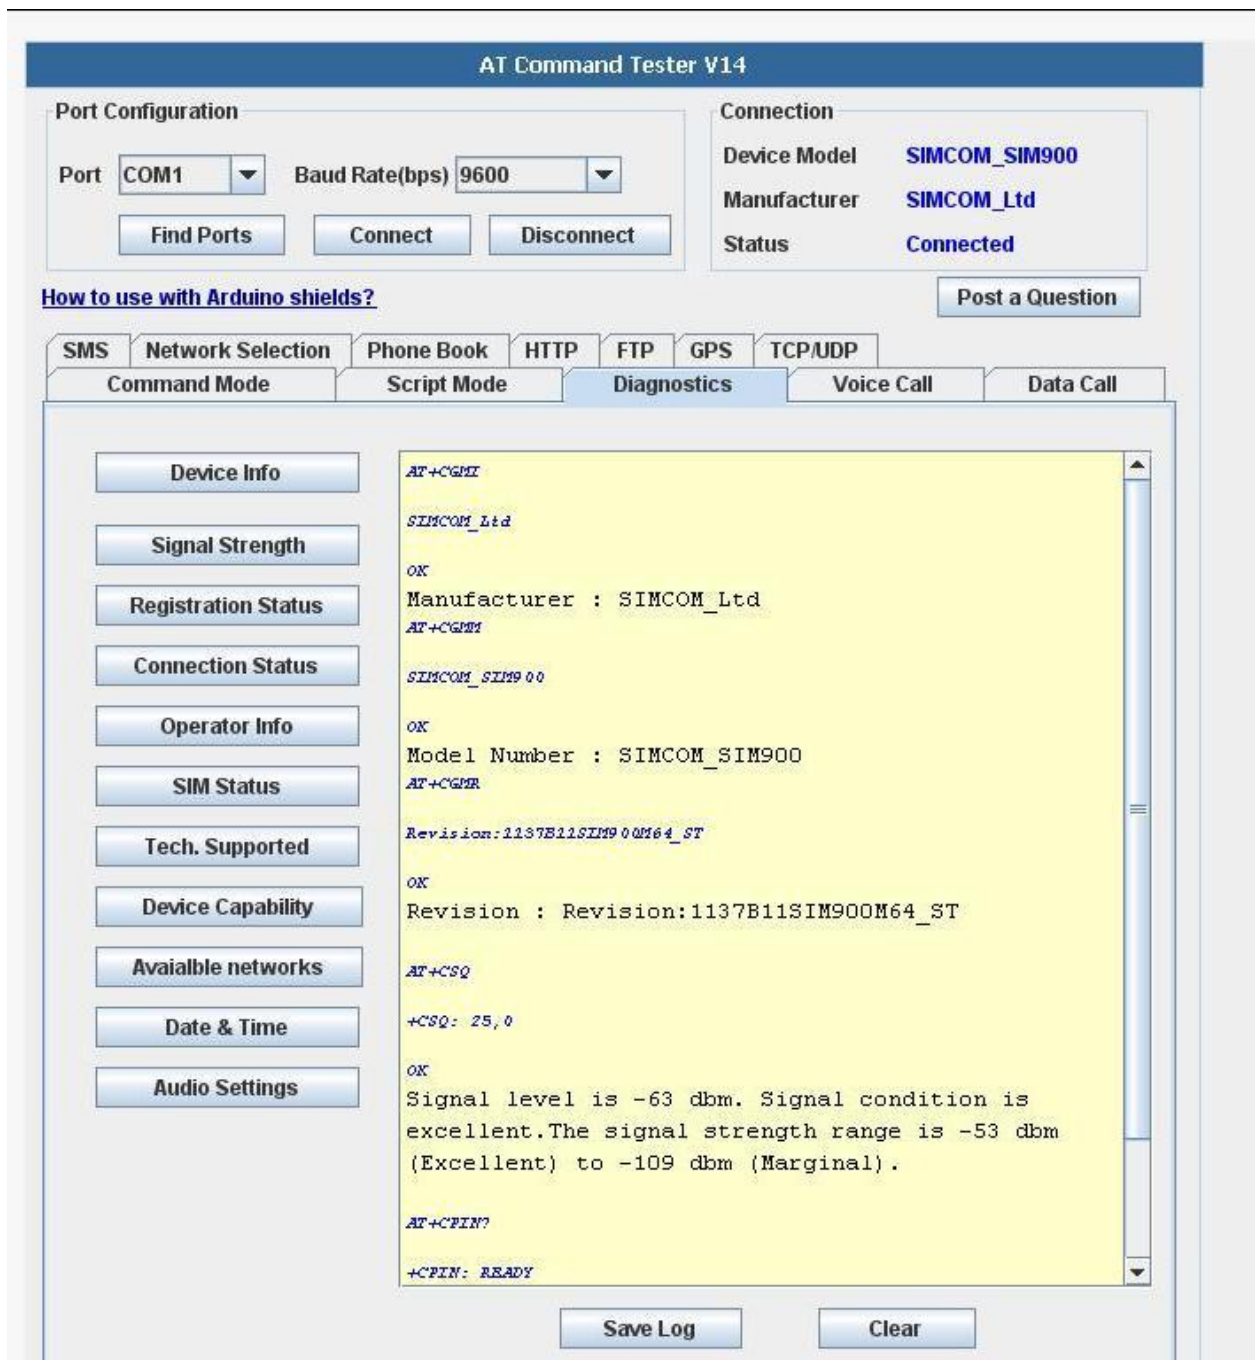 AT Command Tester V14
Port Configuration
Port COM1 Baud Rate(bps) 9600
Find Ports Connect Disconnect
Connection
Device Model SIMCOM_SIM900
Manufacturer SIMCOM_Ltd
Status Connected
How to use with Arduino shields?
Post a Question
SMS Network Selection Phone Book HTTP FTP GPS TCP/UDP
Command Mode Script Mode Diagnostics Voice Call Data Call
Device Info
Signal Strength
Registration Status
Connection Status
Operator Info
SIM Status
Tech. Supported
Device Capability
Avaialble networks
Date & Time
Audio Settings
AT+CGMI
SIMCOM_Ltd
OK
Manufacturer : SIMCOM_Ltd
AT+CGMM
SIMCOM_SIM900
OK
Model Number : SIMCOM_SIM900
AT+CGMR
Revision:1137B11SIM900M64_ST
OK
Revision : Revision:1137B11SIM900M64_ST
AT+CSQ
+CSQ: 25,0
OK
Signal level is -63 dbm. Signal condition is
excellent.The signal strength range is -53 dbm
(Excellent) to -109 dbm (Marginal).
AT+CPIN?
+CPIN: READY
Save Log Clear